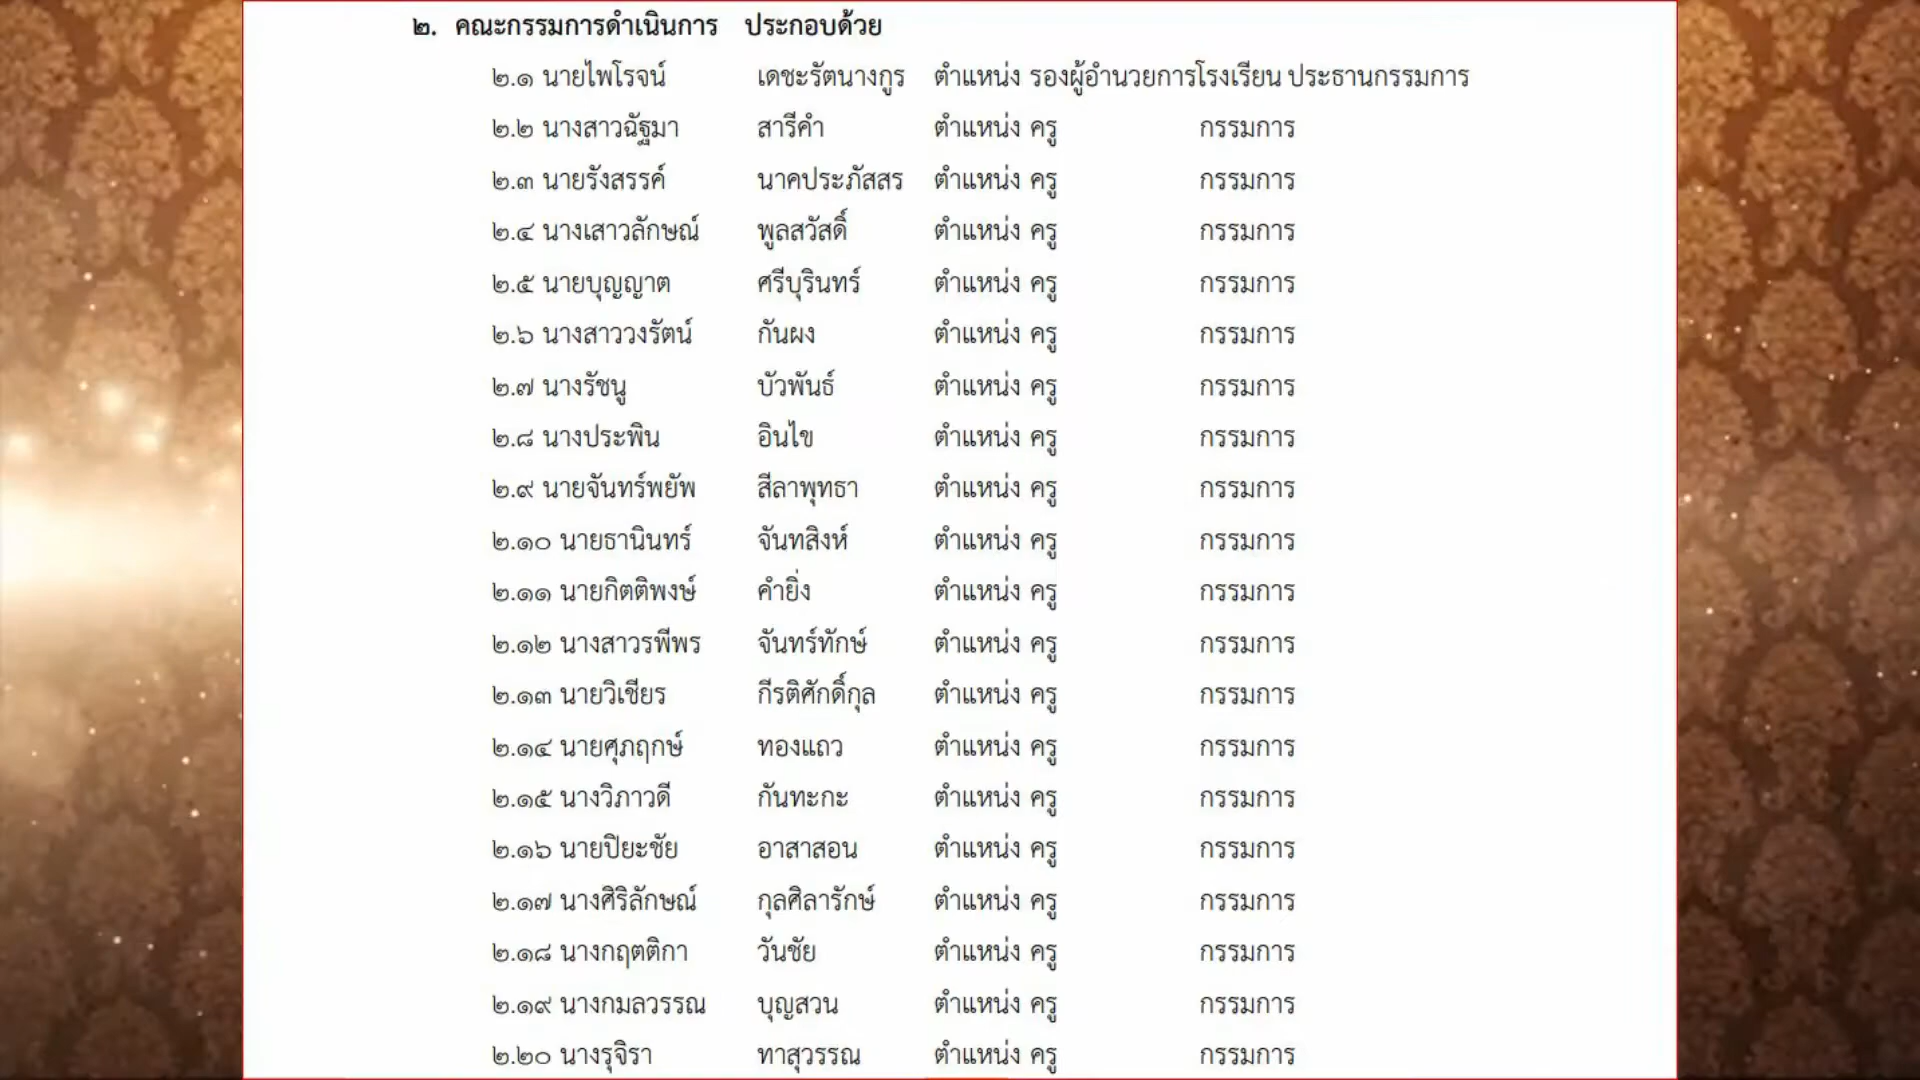 ๒. คณะกรรมการดำเนินการ ประกอบด้วย
๒.๑ นายไพโรจน์ เดชะรัตนางกูร ตำแหน่ง รองผู้อำนวยการโรงเรียน ประธานกรรมการ
๒.๒ นางสาวฉัฐมา สารีคำ ตำแหน่ง ครู กรรมการ
๒.๓ นายรังสรรค์ นาคประภัสสร ตำแหน่ง ครู กรรมการ
๒.๔ นางเสาวลักษณ์ พูลสวัสดิ์ ตำแหน่ง ครู กรรมการ
๒.๕ นายบุญญาต ศรีบุรินทร์ ตำแหน่ง ครู กรรมการ
๒.๖ นางสาววงรัตน์ กันผง ตำแหน่ง ครู กรรมการ
๒.๗ นางรัชนู บัวพันธ์ ตำแหน่ง ครู กรรมการ
๒.๘ นางประพิน อินไข ตำแหน่ง ครู กรรมการ
๒.๙ นายจันทร์พยัพ สีลาพุทธา ตำแหน่ง ครู กรรมการ
๒.๑๐ นายธานินทร์ จันทสิงห์ ตำแหน่ง ครู กรรมการ
๒.๑๑ นายกิตติพงษ์ คำยิ่ง ตำแหน่ง ครู กรรมการ
๒.๑๒ นางสาวรพีพร จันทร์ทักษ์ ตำแหน่ง ครู กรรมการ
๒.๑๓ นายวิเชียร กีรติศักดิ์กุล ตำแหน่ง ครู กรรมการ
๒.๑๔ นายศุภฤกษ์ ทองแถว ตำแหน่ง ครู กรรมการ
๒.๑๕ นางวิภาวดี กันทะกะ ตำแหน่ง ครู กรรมการ
๒.๑๖ นายปิยะชัย อาสาสอน ตำแหน่ง ครู กรรมการ
๒.๑๗ นางศิริลักษณ์ กุลศิลารักษ์ ตำแหน่ง ครู กรรมการ
๒.๑๘ นางกฤตติกา วันชัย ตำแหน่ง ครู กรรมการ
๒.๑๙ นางกมลวรรณ บุญสวน ตำแหน่ง ครู กรรมการ
๒.๒๐ นางรุจิรา ทาสุวรรณ ตำแหน่ง ครู กรรมการ